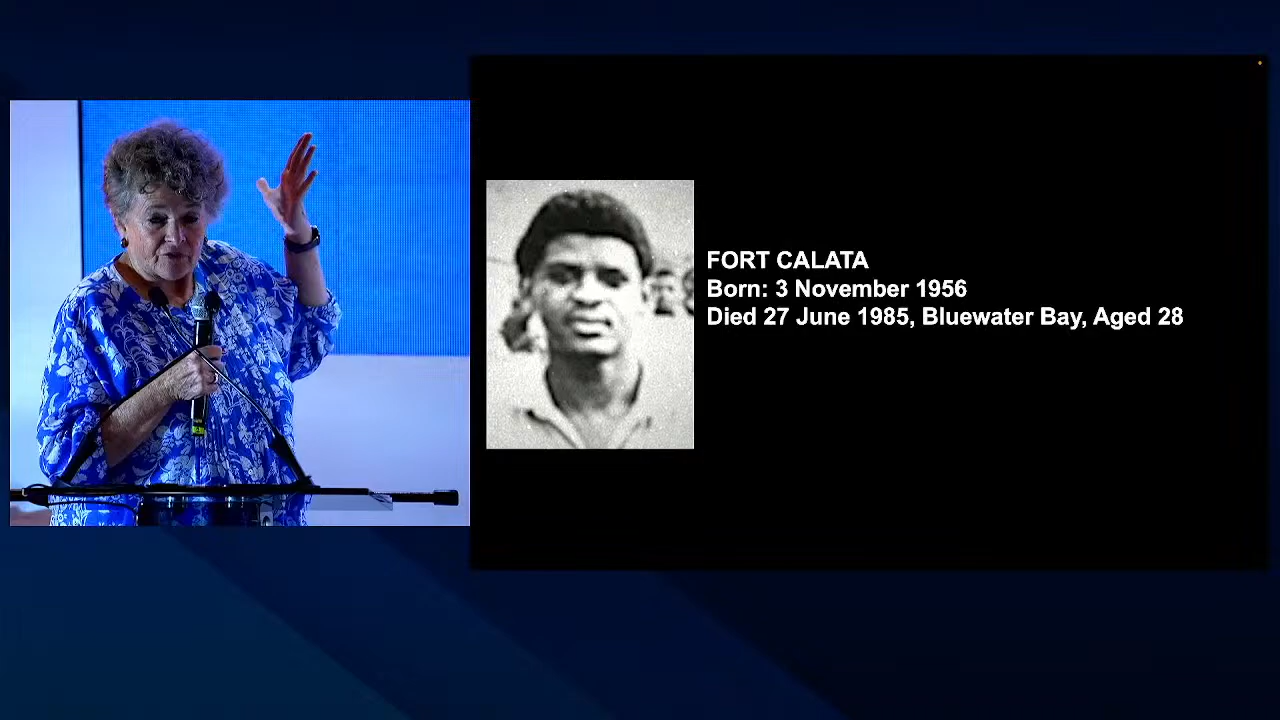 FORT CALATA
Born: 3 November 1956
Died 27 June 1985, Bluewater Bay, Aged 28